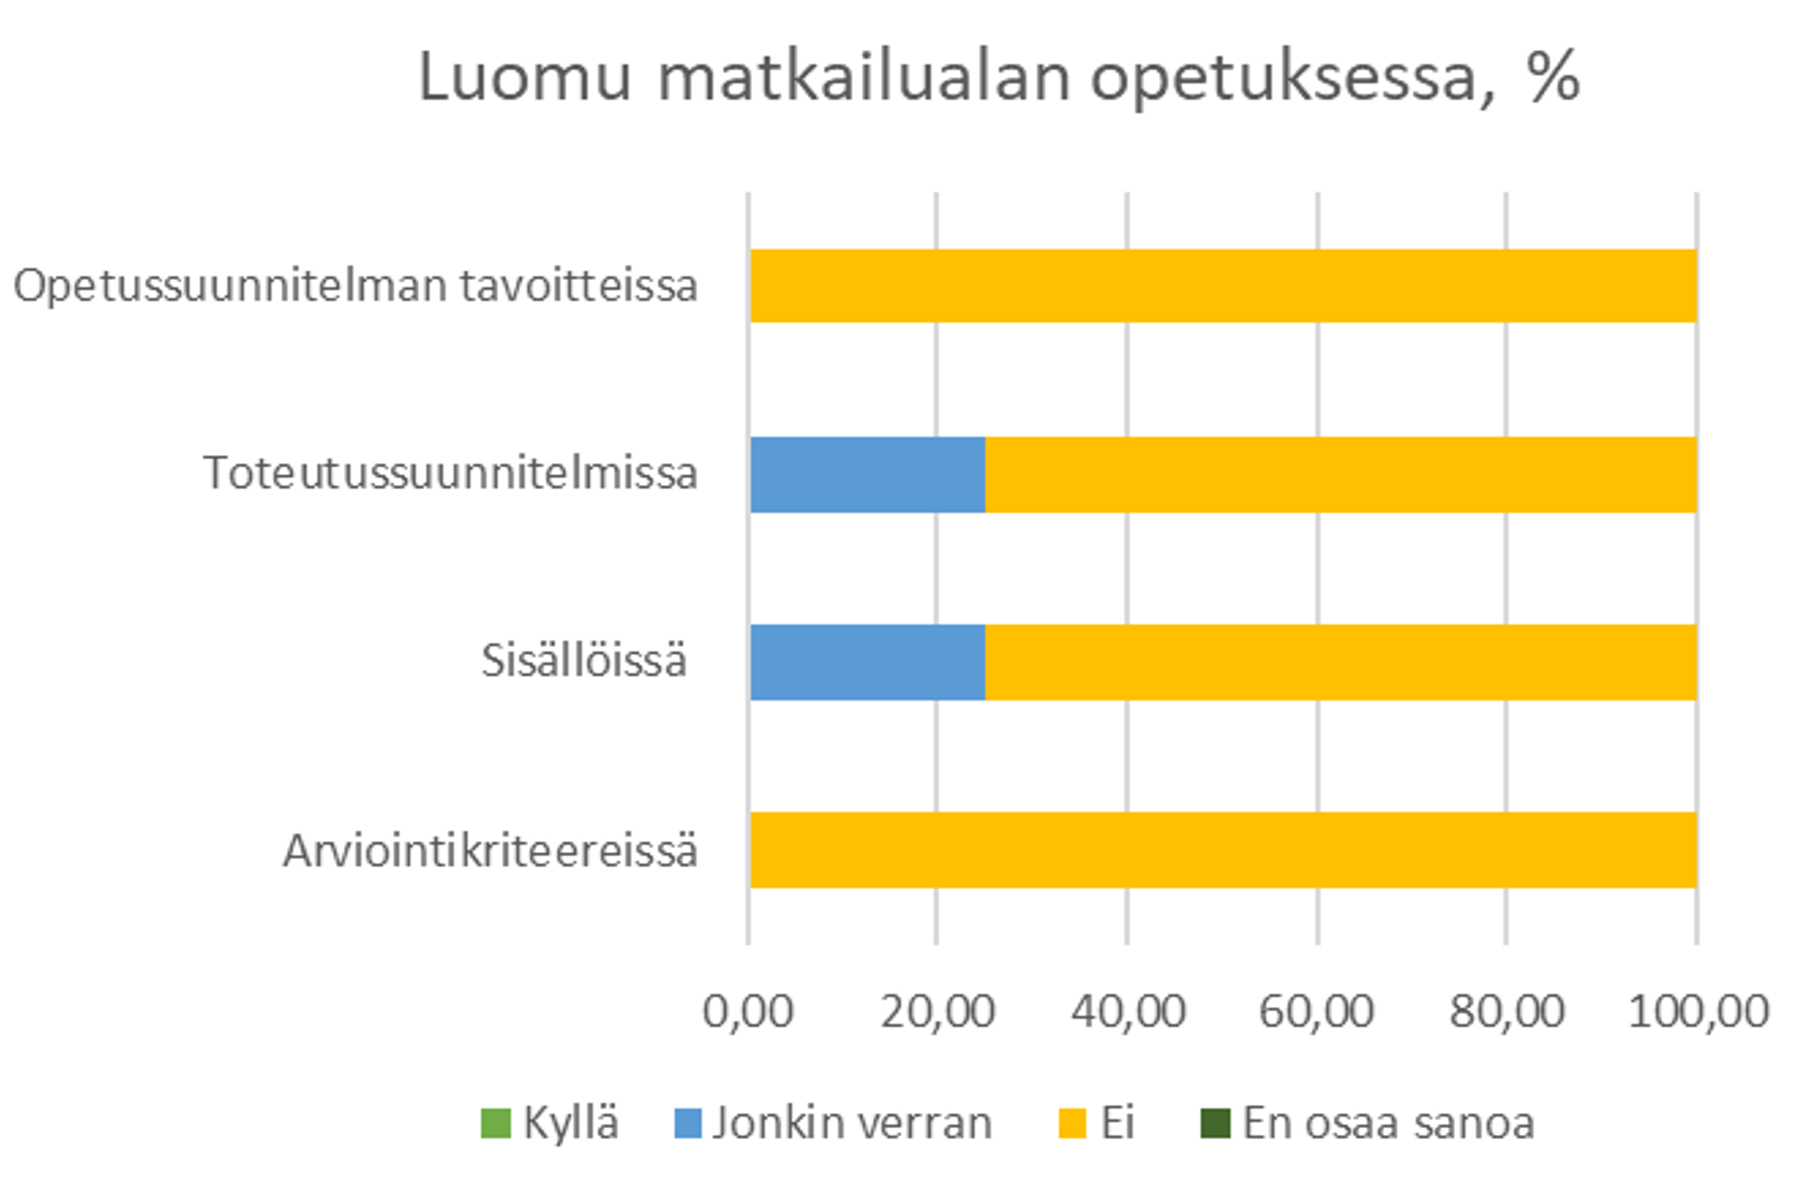 Luomu matkailualan opetuksessa, %
Opetussuunnitelman tavoitteissa
Toteutussuunnitelmissa
Sisällöissä
Arviointikriteereissä
0,00 20,00 40,00 60,00 80,00 100,00
Kyllä Jonkin verran Ei En osaa sanoa